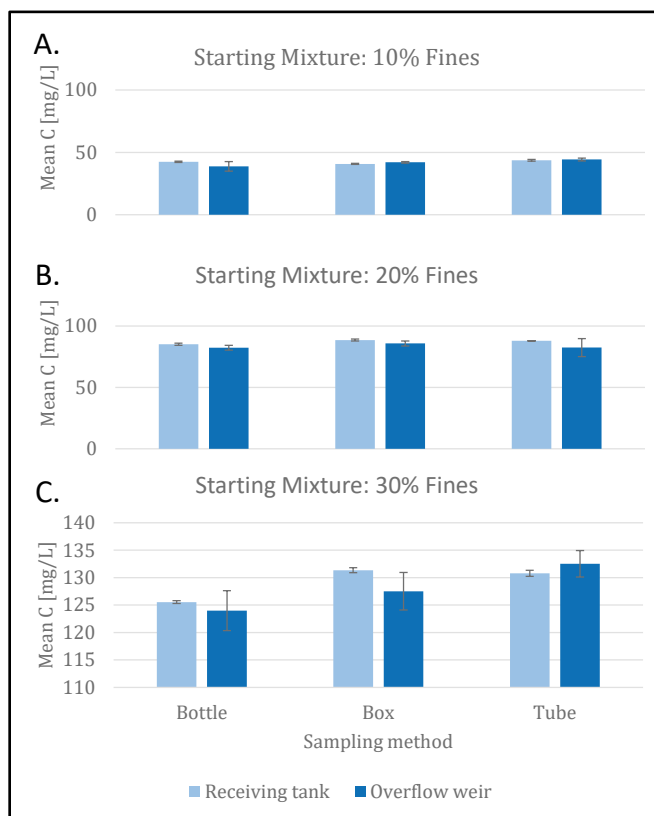 A.
Starting Mixture: 10% Fines
Mean C [mg/L]
100
50
0
B.
Starting Mixture: 20% Fines
Mean C [mg/L]
100
50
0
C.
Starting Mixture: 30% Fines
Mean C [mg/L]
140
135
130
125
120
115
110
Bottle Box Tube
Sampling method
Receiving tank Overflow weir